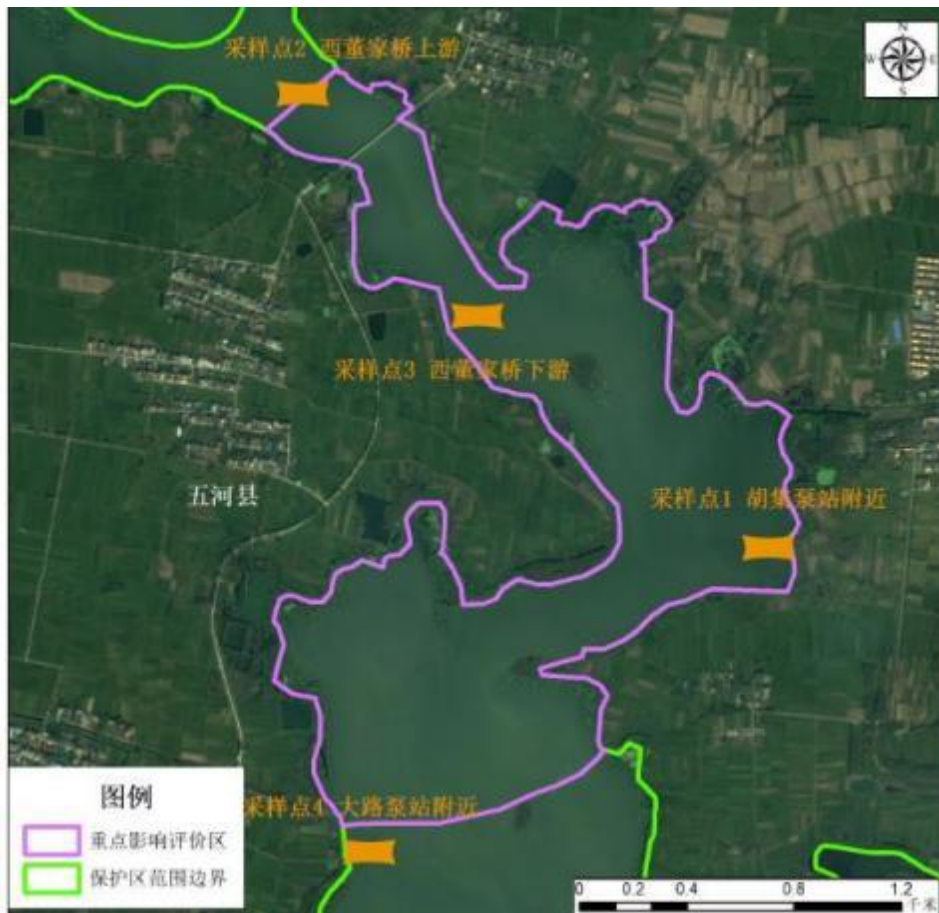 采样点2 西董家桥上游
N
W E
S
采样点3 西董家桥下游
五河县
采样点1 胡集泵站附近
采样点4 大路泵站附近
图例
重点影响评价区
保护区范围边界
0 0.2 0.4 0.8 1.2
千米